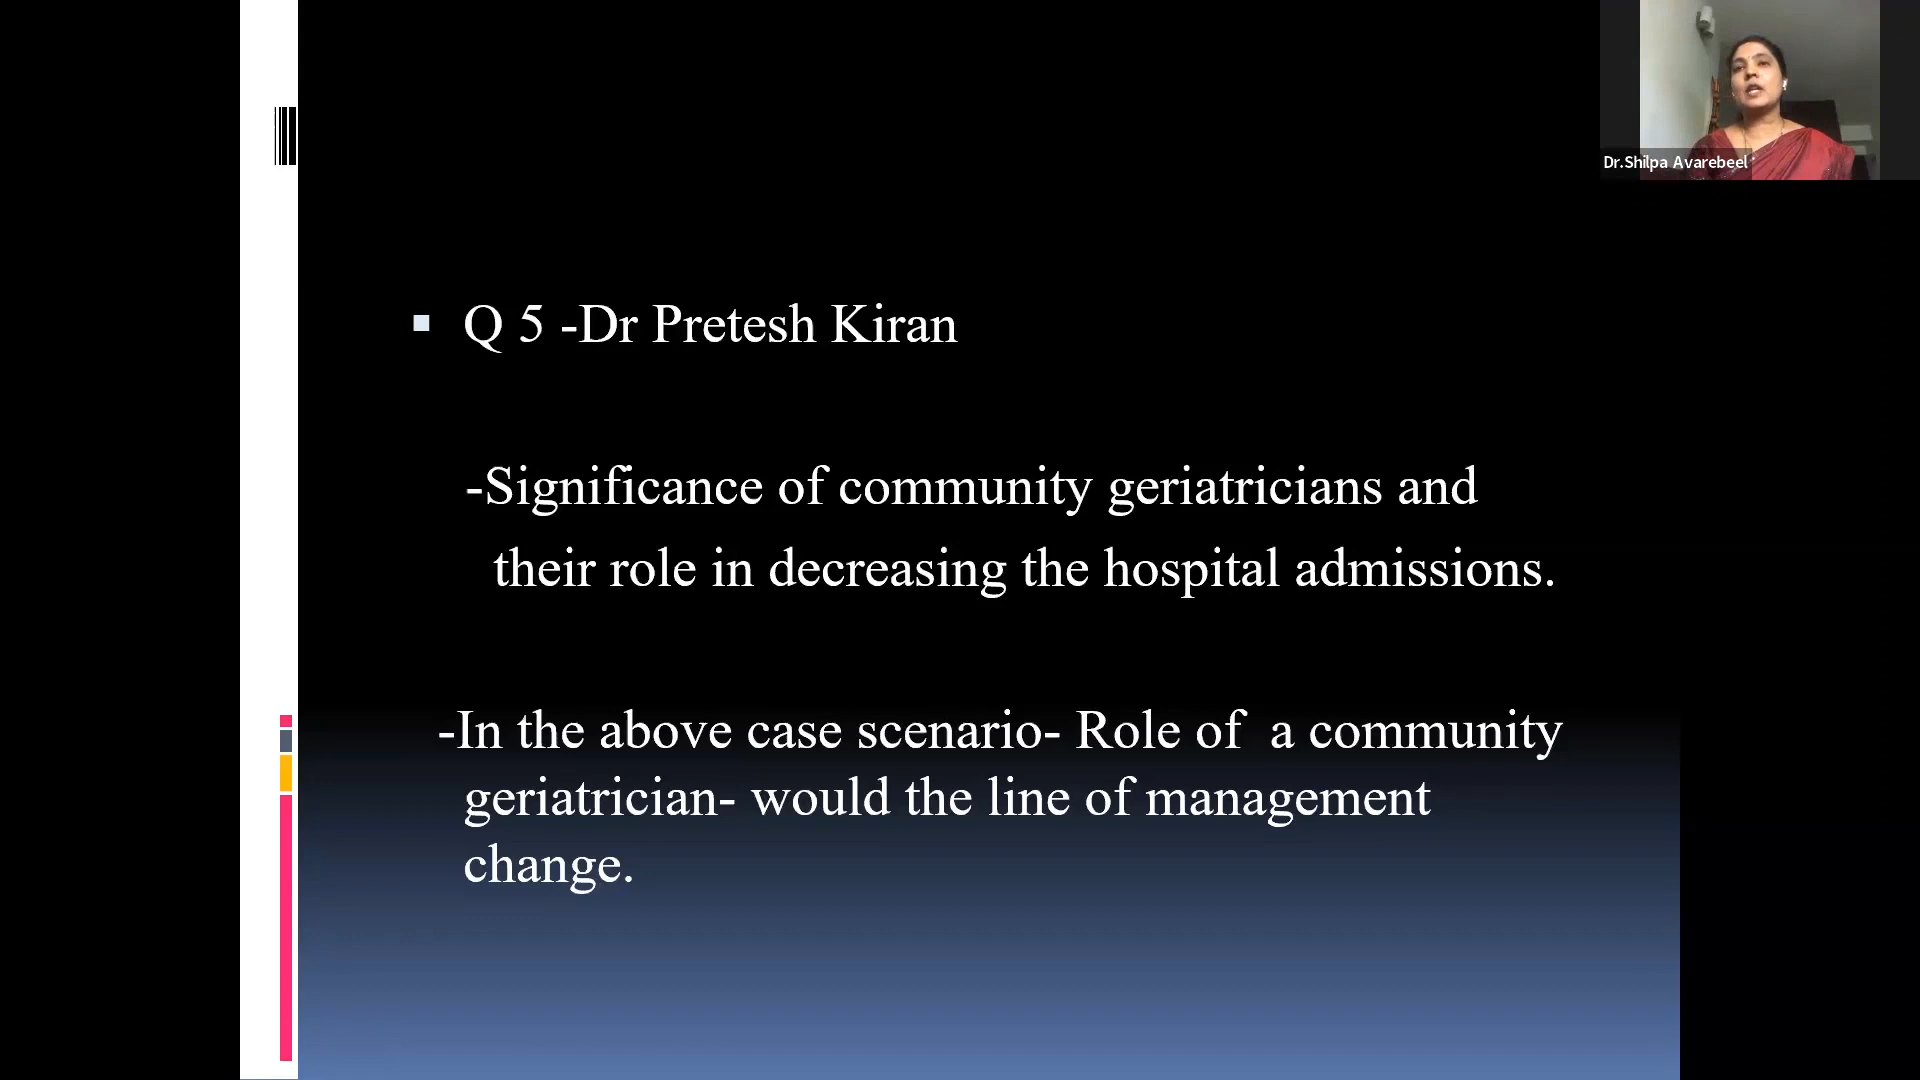 Dr.Shilpa Avarebeel
Q 5 -Dr Pretesh Kiran
-Significance of community geriatricians and
their role in decreasing the hospital admissions.
-In the above case scenario- Role of  a community
geriatrician- would the line of management
change.